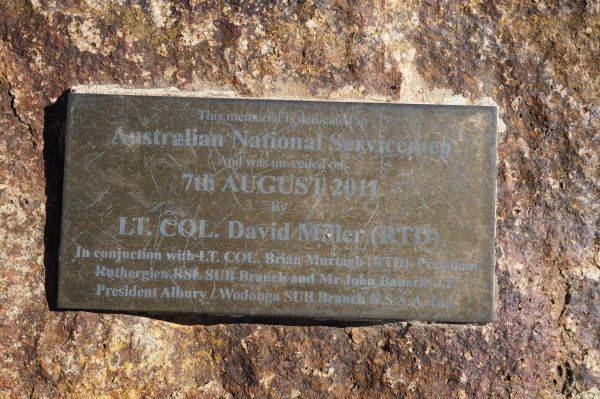 This memorial is dedicated to
Australian National Servicemen
And was un-veiled on
7th AUGUST 2011
By
LT. COL. David Miller (RTD)
In conjuction with LT. COL. Brian Murtagh (RTD). President
Rutherglen RSL SUB Branch and Mr John Bauerle J.P
President Albury / Wodonga SUB Branch N.S.A.A. Inc